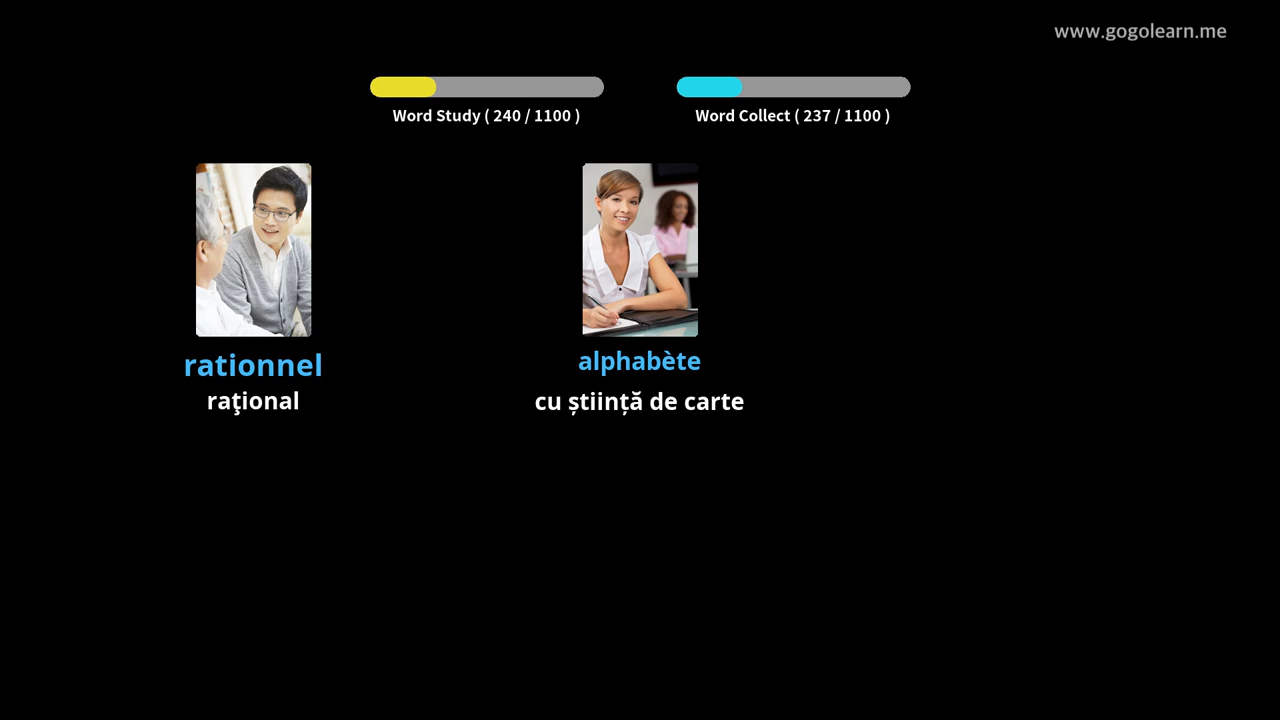 www.gogolearn.me
Word Study ( 240 / 1100 )
Word Collect ( 237 / 1100 )
rationnel
raţional
alphabète
cu știință de carte